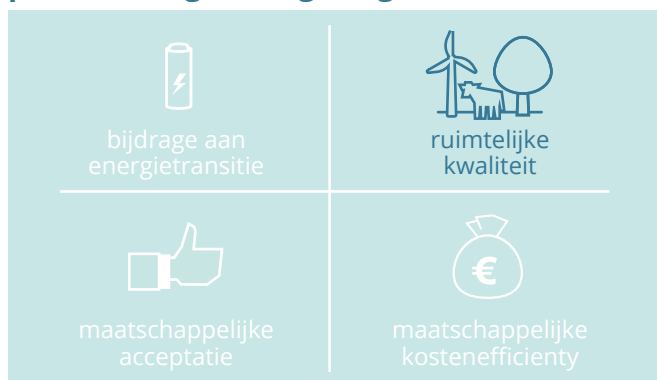 bijdrage aan
energietransitie
ruimtelijke
kwaliteit
€
maatschappelijke
acceptatie
maatschappelijke
kostenefficienty